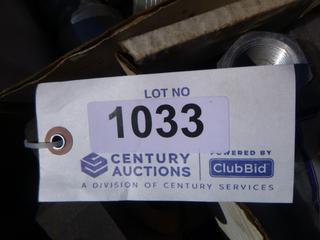 LOT NO
1033
CENTURY AUCTIONS
POWERED BY
ClubBid
A DIVISION OF CENTURY SERVICES